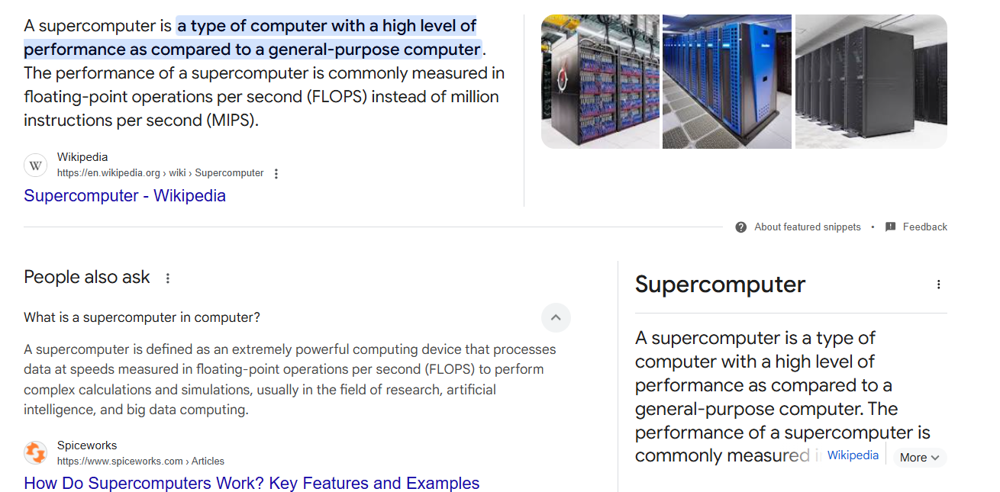 A supercomputer is a type of computer with a high level of
performance as compared to a general-purpose computer.
The performance of a supercomputer is commonly measured in
floating-point operations per second (FLOPS) instead of million
instructions per second (MIPS).
W
Wikipedia
https://en.wikipedia.org › wiki › Supercomputer
Supercomputer - Wikipedia
About featured snippets • Feedback
People also ask
What is a supercomputer in computer?
A supercomputer is defined as an extremely powerful computing device that processes
data at speeds measured in floating-point operations per second (FLOPS) to perform
complex calculations and simulations, usually in the field of research, artificial
intelligence, and big data computing.
Spiceworks
https://www.spiceworks.com › Articles
How Do Supercomputers Work? Key Features and Examples
Supercomputer
A supercomputer is a type of
computer with a high level of
performance as compared to a
general-purpose computer. The
performance of a supercomputer is
commonly measured Wikipedia More